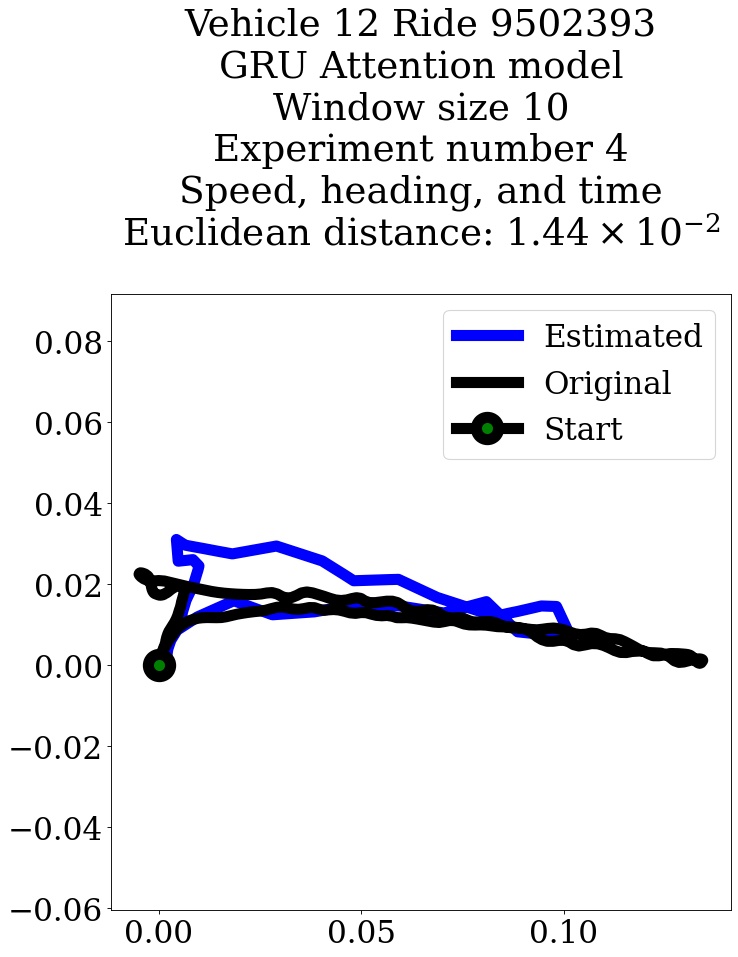 Vehicle 12 Ride 9502393
GRU Attention model
Window size 10
Experiment number 4
Speed, heading, and time
Euclidean distance: 1.44 × 10⁻²
Estimated
Original
Start
0.08
0.06
0.04
0.02
0.00
−0.02
−0.04
−0.06
0.00 0.05 0.10